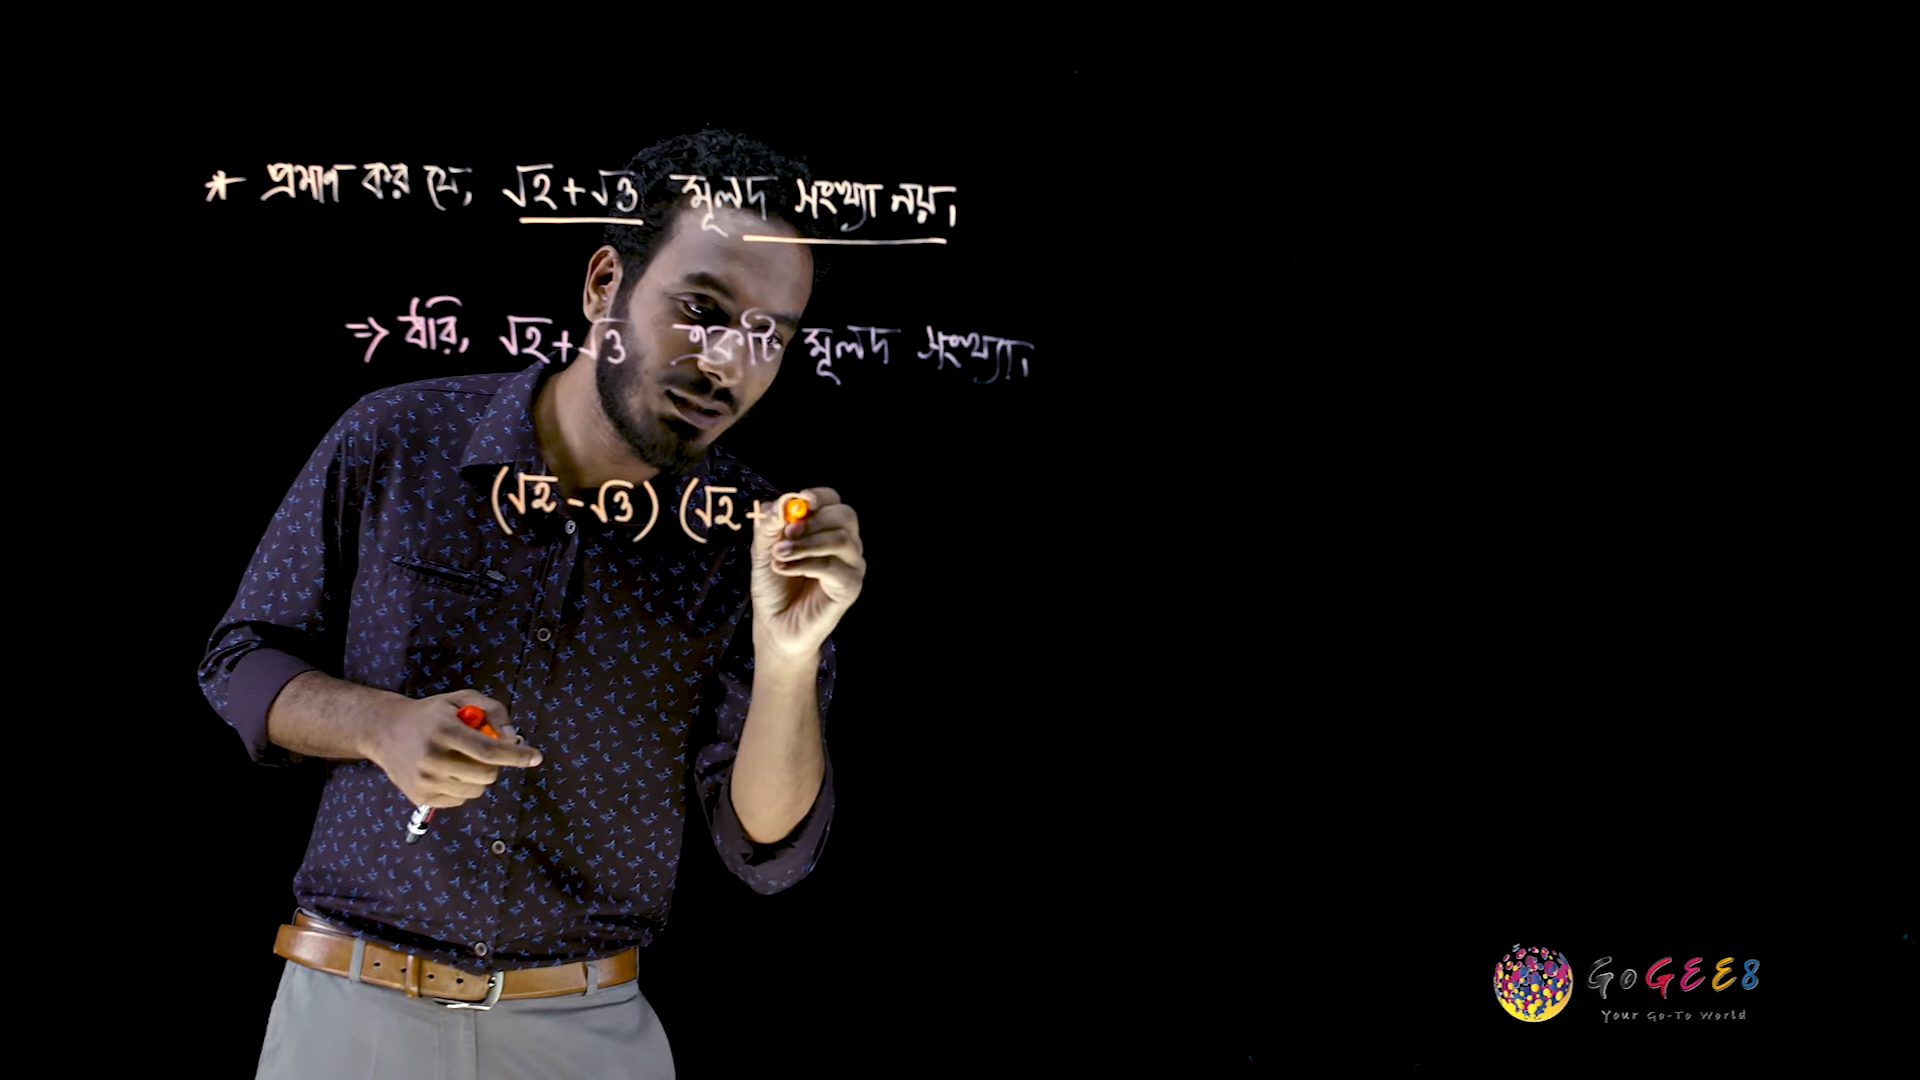 * প্রমাণ কর যে, √২+√৩ মূলদ সংখ্যা নয়।
⇒ ধরি, √২+√৩ একটি মূলদ সংখ্যা।
(√২-√৩) (√২+√
GoGEE8
Your Go-To World